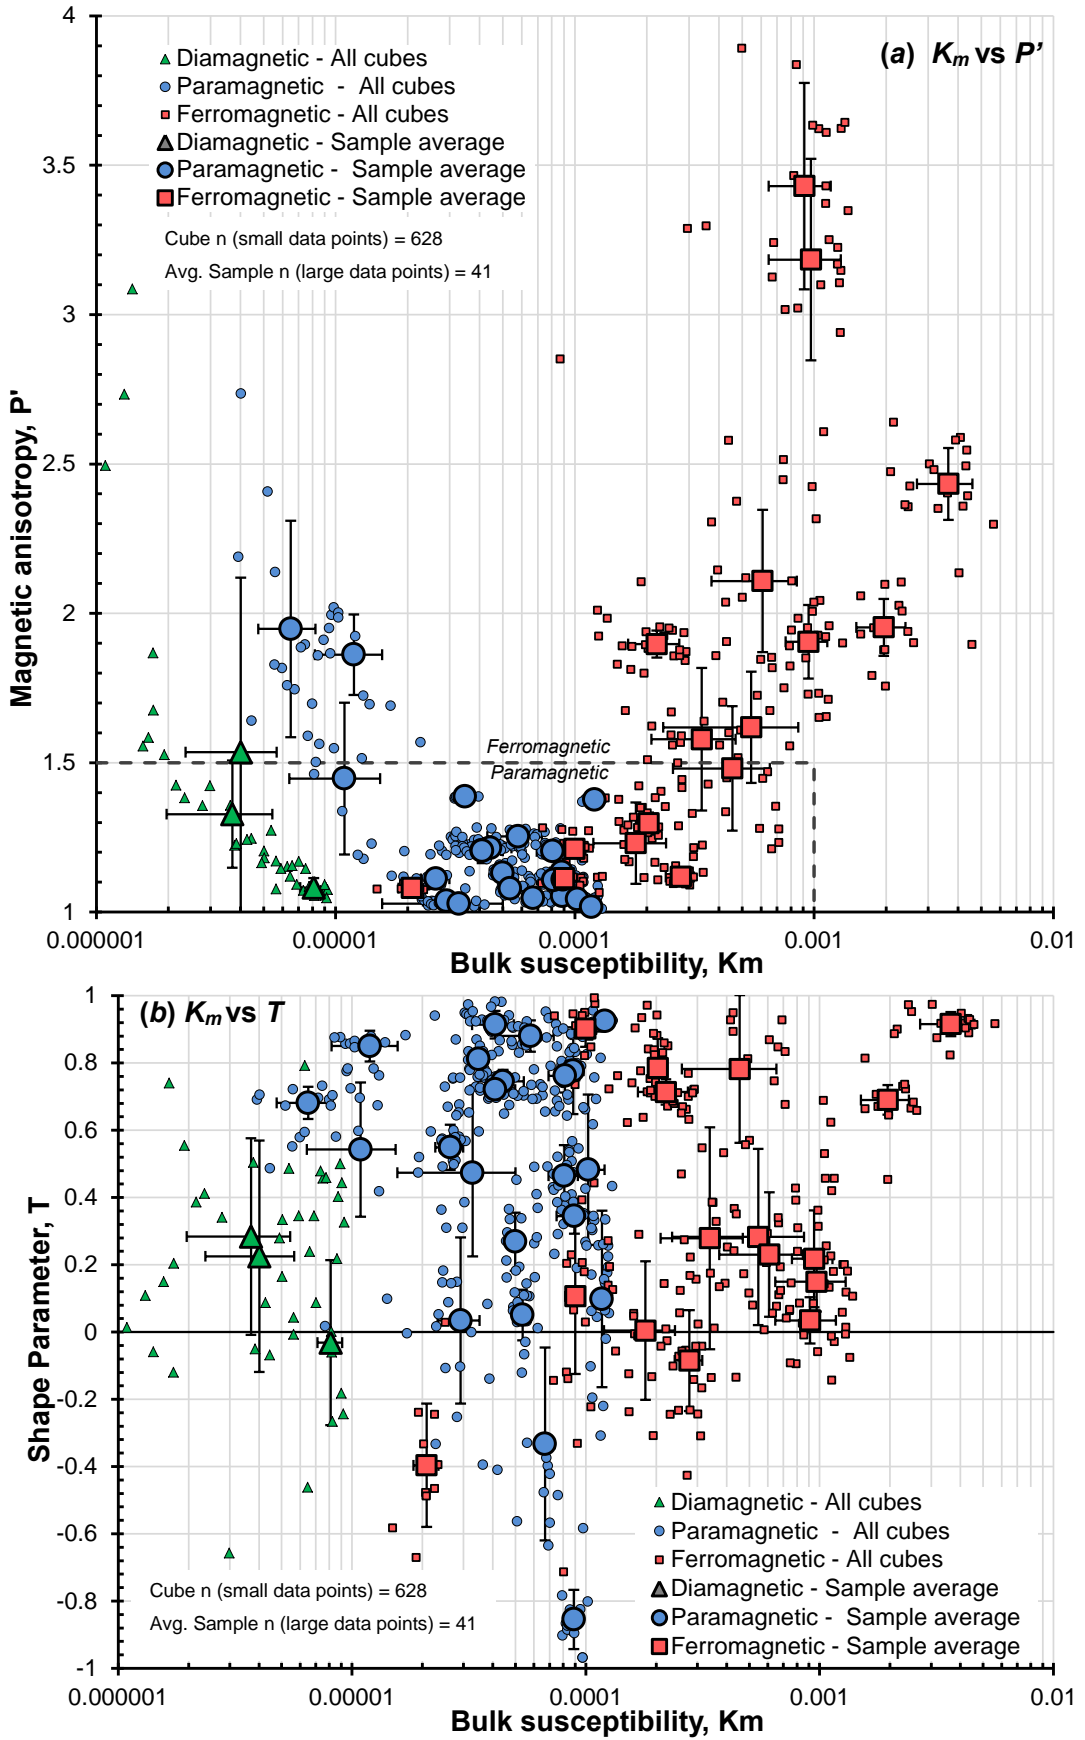 4
(a) Km vs P'
Diamagnetic - All cubes
Paramagnetic - All cubes
Ferromagnetic - All cubes
Diamagnetic - Sample average
Paramagnetic - Sample average
Ferromagnetic - Sample average
Cube n (small data points) = 628
Avg. Sample n (large data points) = 41
3.5
3
2.5
2
1.5
1
Magnetic anisotropy, P'
Ferromagnetic
Paramagnetic
0.000001
0.00001
0.0001
0.001
0.01
Bulk susceptibility, Km
(b) Km vs T
1
0.8
0.6
0.4
0.2
0
-0.2
-0.4
-0.6
-0.8
-1
Shape Parameter, T
Diamagnetic - All cubes
Paramagnetic - All cubes
Ferromagnetic - All cubes
Diamagnetic - Sample average
Paramagnetic - Sample average
Ferromagnetic - Sample average
Cube n (small data points) = 628
Avg. Sample n (large data points) = 41
0.000001
0.00001
0.0001
0.001
0.01
Bulk susceptibility, Km